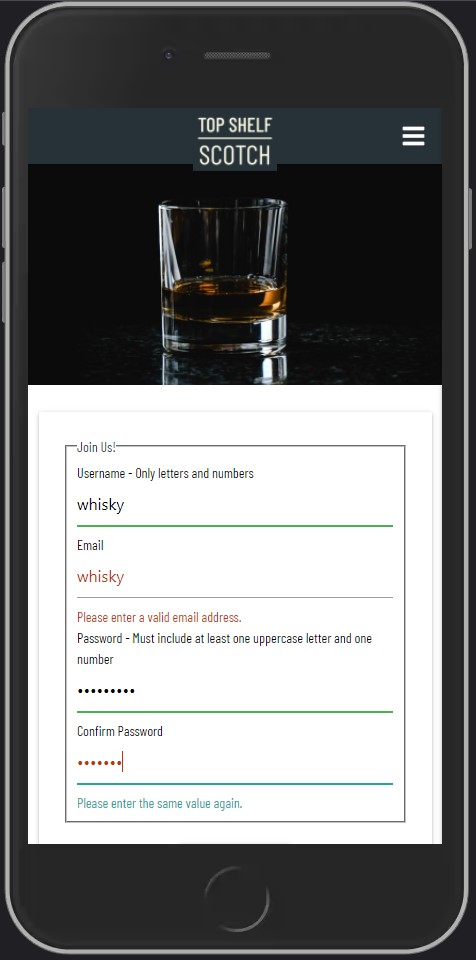 TOP SHELF
SCOTCH
Join Us!
Username - Only letters and numbers
whisky
Email
whisky
Please enter a valid email address.
Password - Must include at least one uppercase letter and one
number
•••••••••
Confirm Password
•••••••
Please enter the same value again.